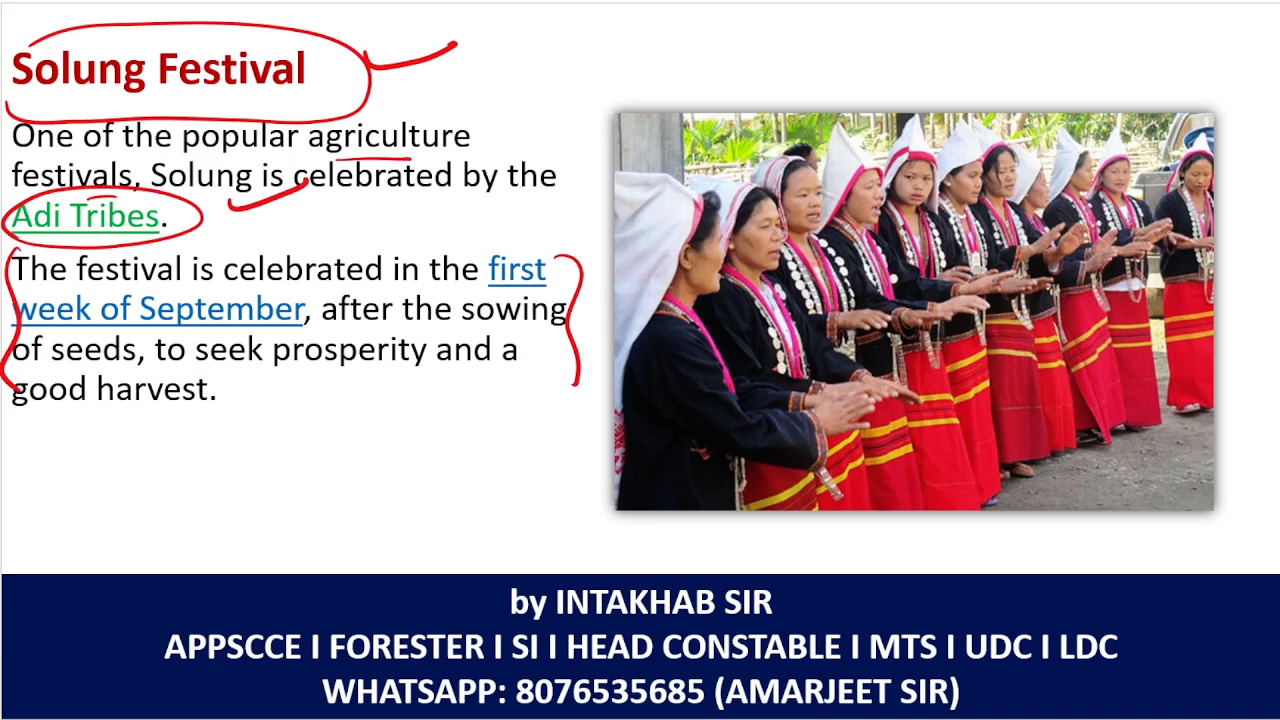 Solung Festival
One of the popular agriculture
festivals, Solung is celebrated by the
Adi Tribes.
The festival is celebrated in the first
week of September, after the sowing
of seeds, to seek prosperity and a
good harvest.
by INTAKHAB SIR
APPSCCE I FORESTER I SI I HEAD CONSTABLE I MTS I UDC I LDC
WHATSAPP: 8076535685 (AMARJEET SIR)